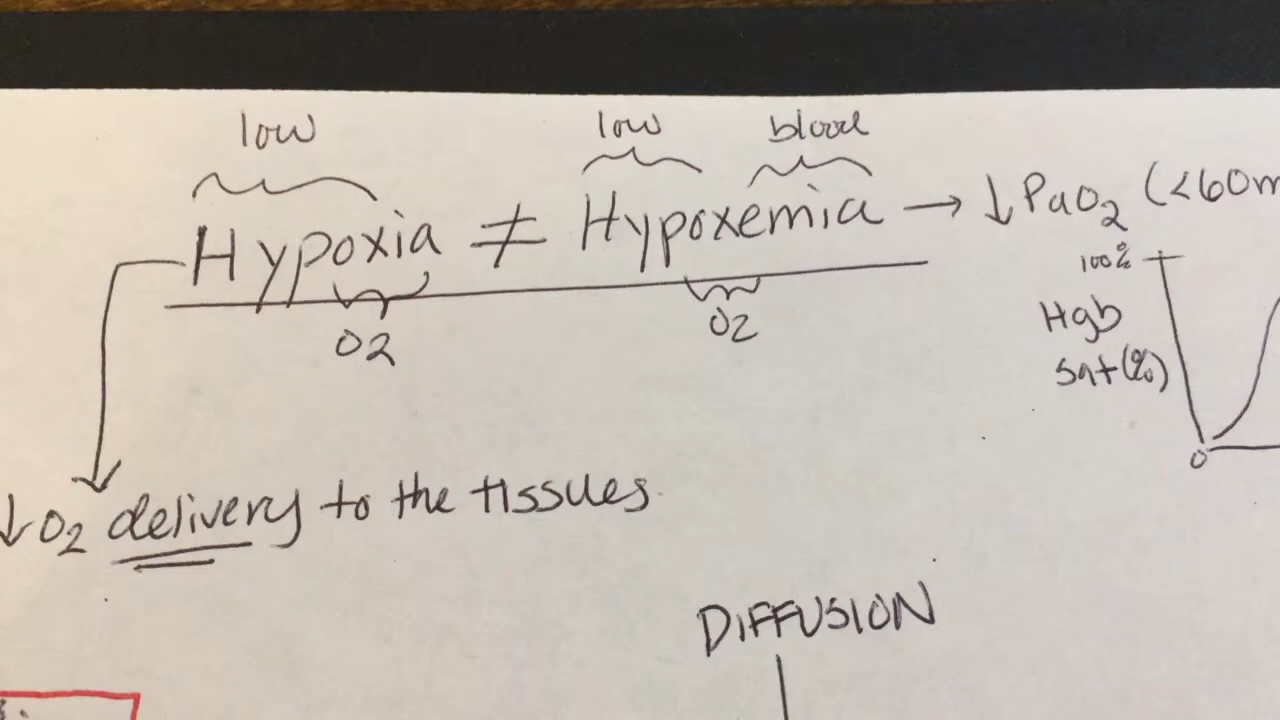 low low blood
Hypoxia ≠ Hypoxemia → ↓ PaO₂ (<60m
O2 O2
100%
Hgb
Sat (%)
0
↓ O₂ delivery to the tissues
DIFFUSION